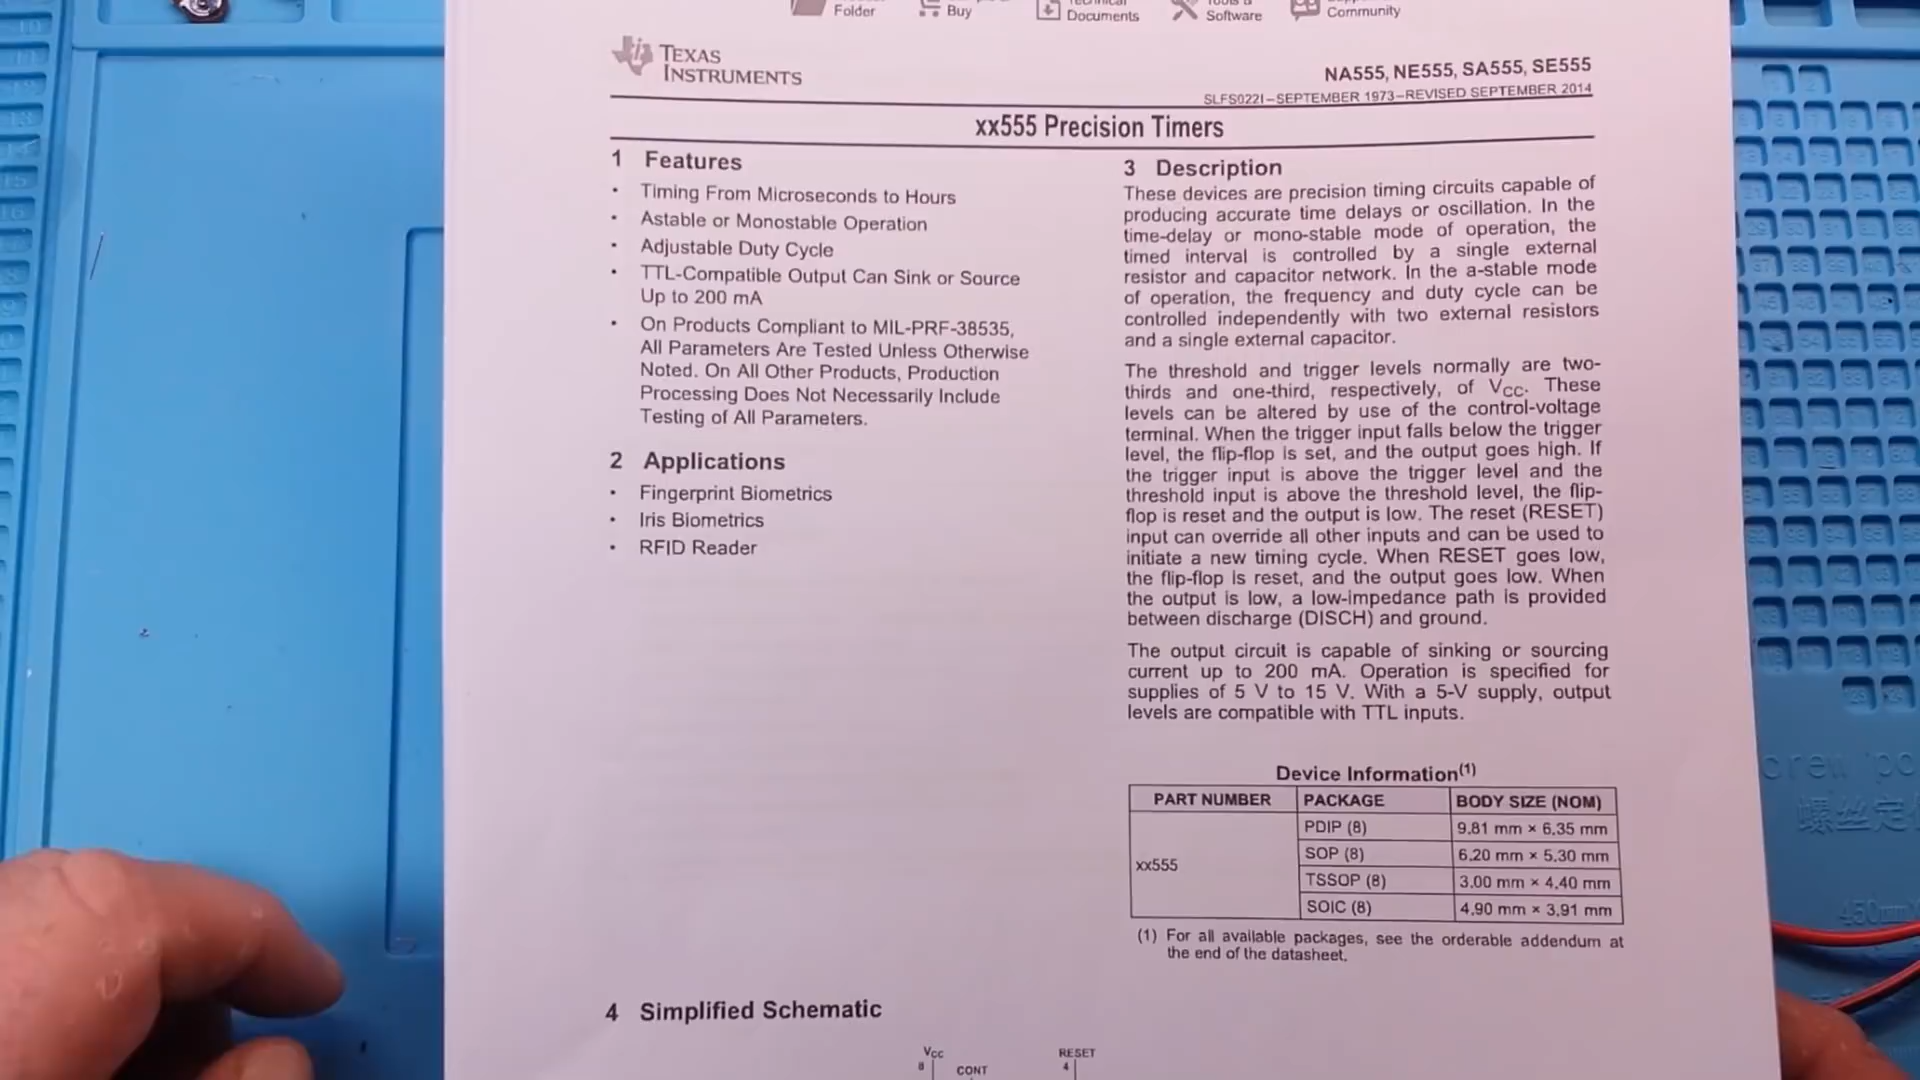 Folder
Buy
Technical
Documents
Tools &
Software
Community
TEXAS
INSTRUMENTS
NA555, NE555, SA555, SE555
SLFS022I–SEPTEMBER 1973–REVISED SEPTEMBER 2014
xx555 Precision Timers
1 Features
• Timing From Microseconds to Hours
• Astable or Monostable Operation
• Adjustable Duty Cycle
• TTL-Compatible Output Can Sink or Source
Up to 200 mA
• On Products Compliant to MIL-PRF-38535,
All Parameters Are Tested Unless Otherwise
Noted. On All Other Products, Production
Processing Does Not Necessarily Include
Testing of All Parameters.
2 Applications
• Fingerprint Biometrics
• Iris Biometrics
• RFID Reader
3 Description
These devices are precision timing circuits capable of
producing accurate time delays or oscillation. In the
time-delay or mono-stable mode of operation, the
timed interval is controlled by a single external
resistor and capacitor network. In the a-stable mode
of operation, the frequency and duty cycle can be
controlled independently with two external resistors
and a single external capacitor.
The threshold and trigger levels normally are two-
thirds and one-third, respectively, of VCC. These
levels can be altered by use of the control-voltage
terminal. When the trigger input falls below the trigger
level, the flip-flop is set, and the output goes high. If
the trigger input is above the trigger level and the
threshold input is above the threshold level, the flip-
flop is reset and the output is low. The reset (RESET)
input can override all other inputs and can be used to
initiate a new timing cycle. When RESET goes low,
the flip-flop is reset, and the output goes low. When
the output is low, a low-impedance path is provided
between discharge (DISCH) and ground.
The output circuit is capable of sinking or sourcing
current up to 200 mA. Operation is specified for
supplies of 5 V to 15 V. With a 5-V supply, output
levels are compatible with TTL inputs.
Device Information(1)
PART NUMBER PACKAGE BODY SIZE (NOM)
xx555
PDIP (8) 9.81 mm × 6.35 mm
SOP (8) 6.20 mm × 5.30 mm
TSSOP (8) 3.00 mm × 4.40 mm
SOIC (8) 4.90 mm × 3.91 mm
(1) For all available packages, see the orderable addendum at
the end of the datasheet.
4 Simplified Schematic
VCC
8
CONT
RESET
4